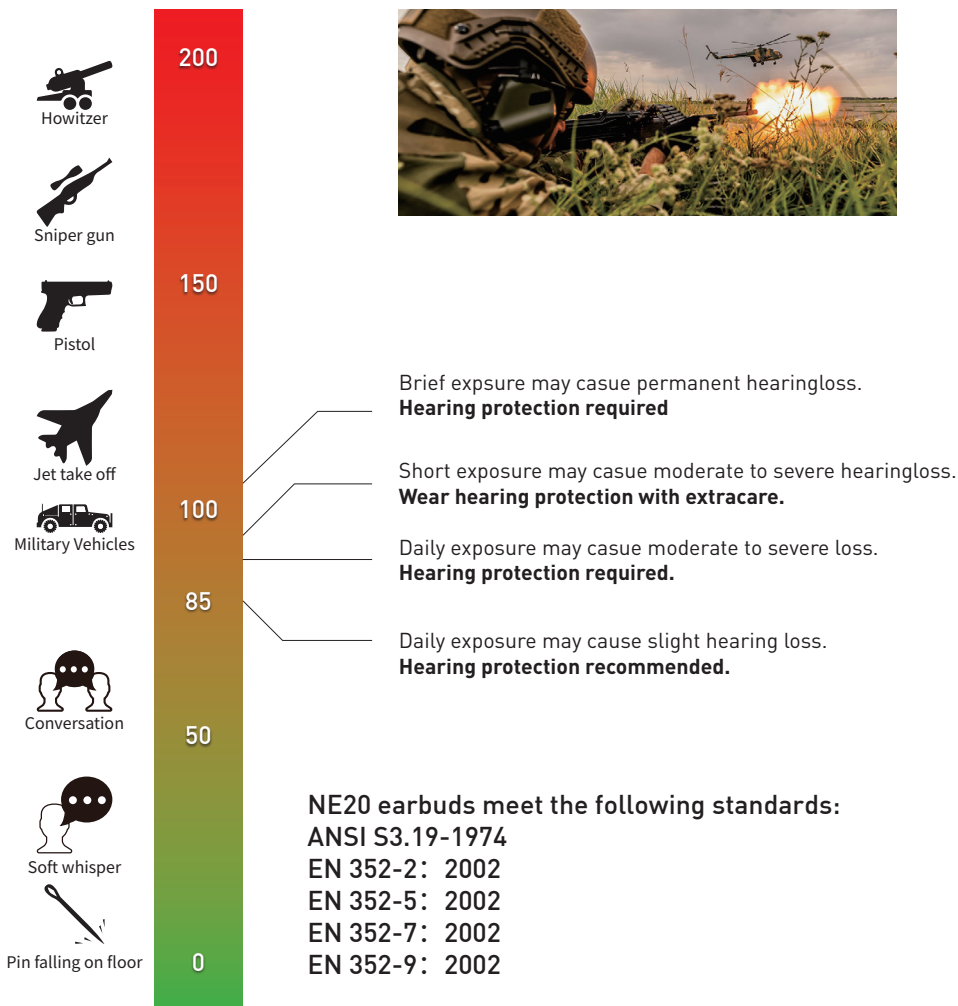 200
Howitzer
Sniper gun
150
Pistol
Brief expsure may casue permanent hearingloss.
Hearing protection required
Jet take off
Short exposure may casue moderate to severe hearingloss.
Wear hearing protection with extracare.
100
Military Vehicles
Daily exposure may casue moderate to severe loss.
Hearing protection required.
85
Daily exposure may cause slight hearing loss.
Hearing protection recommended.
Conversation
50
NE20 earbuds meet the following standards:
ANSI S3.19-1974
Soft whisper
EN 352-2：2002
EN 352-5：2002
EN 352-7：2002
EN 352-9：2002
Pin falling on floor
0